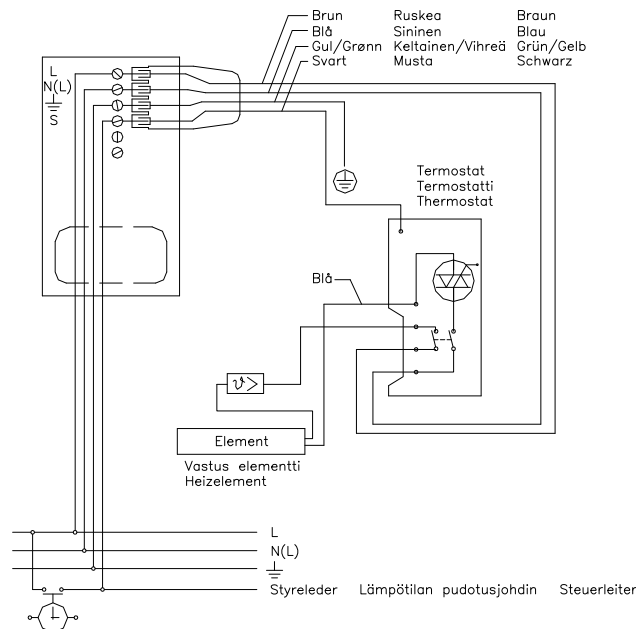 Brun Ruskea Braun
Blå Sininen Blau
Gul/Grønn Keltainen/Vihreä Grün/Gelb
Svart Musta Schwarz
L
N(L)
S
Termostat
Termostatti
Thermostat
Blå
ϑ>
Element
Vastus elementti
Heizelement
L
N(L)
Styreleder Lämpötilan pudotusjohdin Steuerleiter